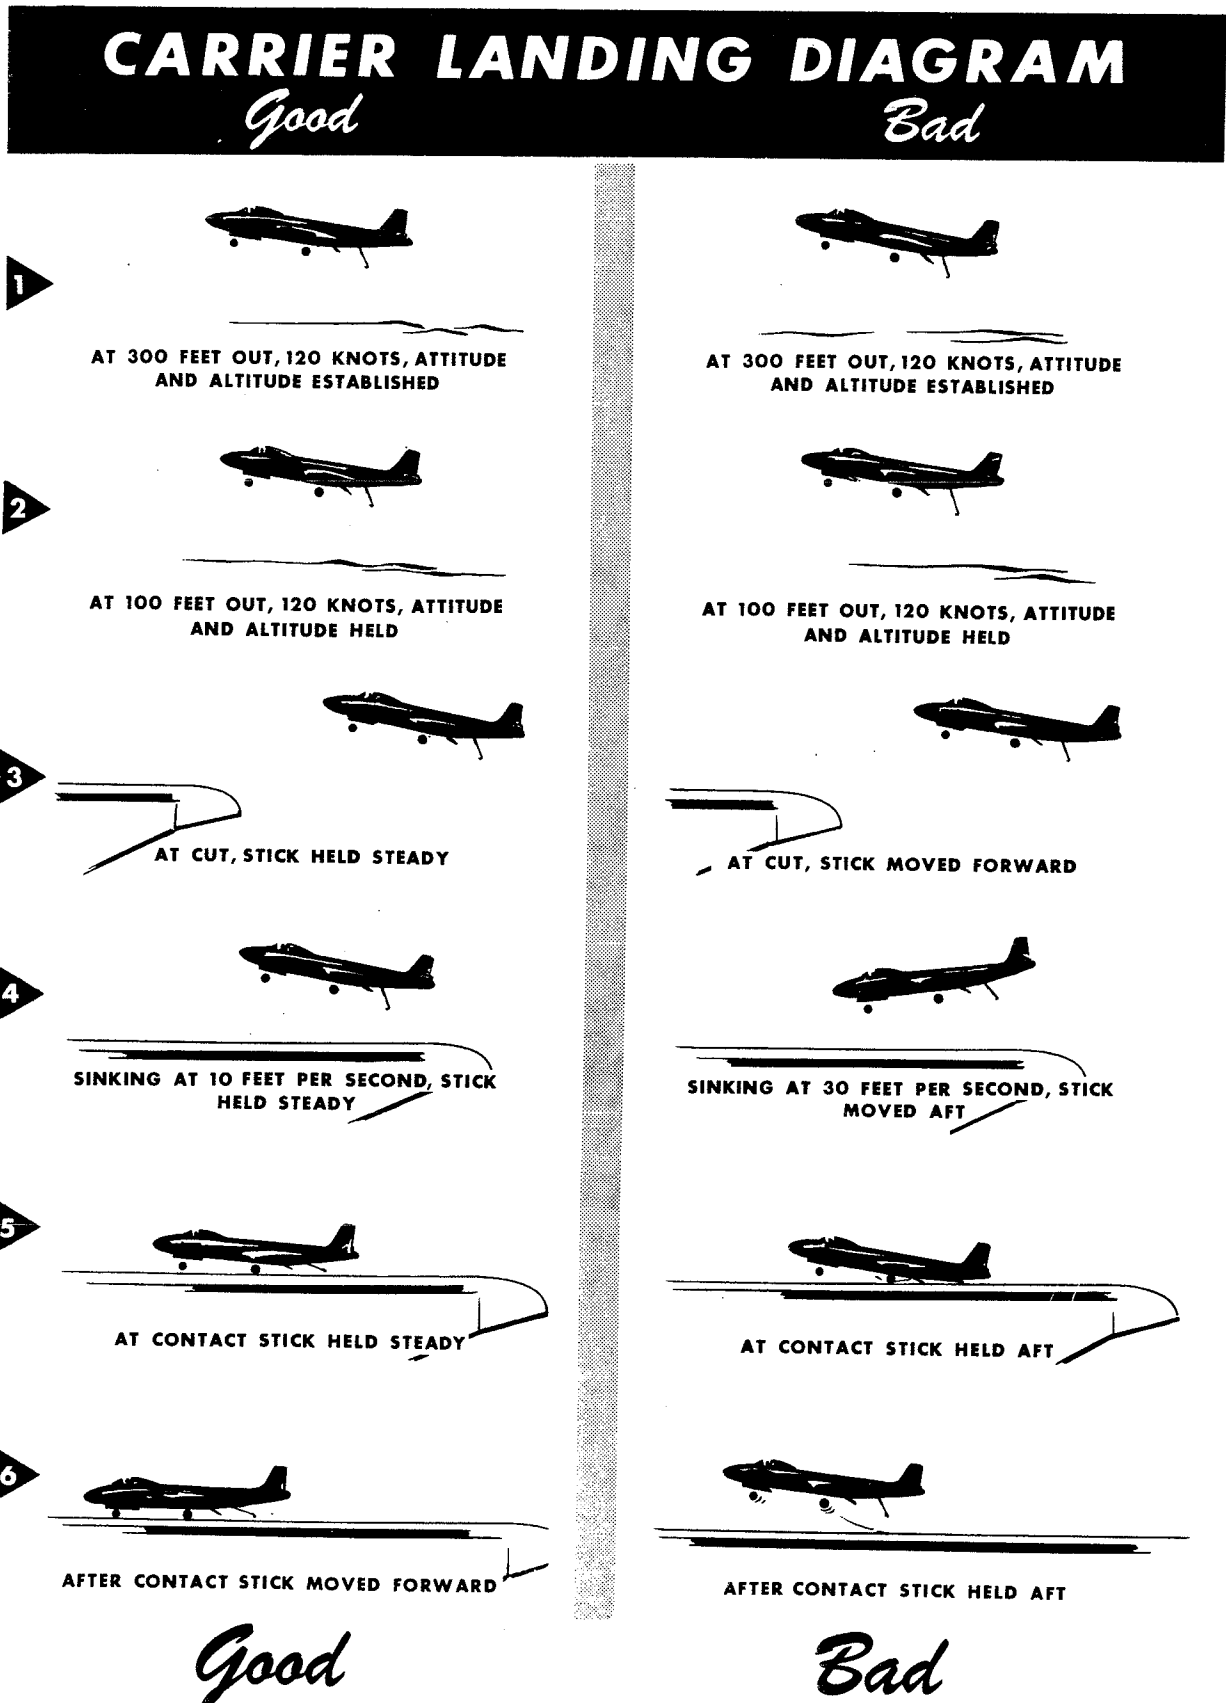 CARRIER LANDING DIAGRAM
Good
Bad
1
AT 300 FEET OUT, 120 KNOTS, ATTITUDE
AND ALTITUDE ESTABLISHED
AT 300 FEET OUT, 120 KNOTS, ATTITUDE
AND ALTITUDE ESTABLISHED
2
AT 100 FEET OUT, 120 KNOTS, ATTITUDE
AND ALTITUDE HELD
AT 100 FEET OUT, 120 KNOTS, ATTITUDE
AND ALTITUDE HELD
3
AT CUT, STICK HELD STEADY
AT CUT, STICK MOVED FORWARD
4
SINKING AT 10 FEET PER SECOND, STICK
HELD STEADY
SINKING AT 30 FEET PER SECOND, STICK
MOVED AFT
5
AT CONTACT STICK HELD STEADY
AT CONTACT STICK HELD AFT
6
AFTER CONTACT STICK MOVED FORWARD
AFTER CONTACT STICK HELD AFT
Good
Bad